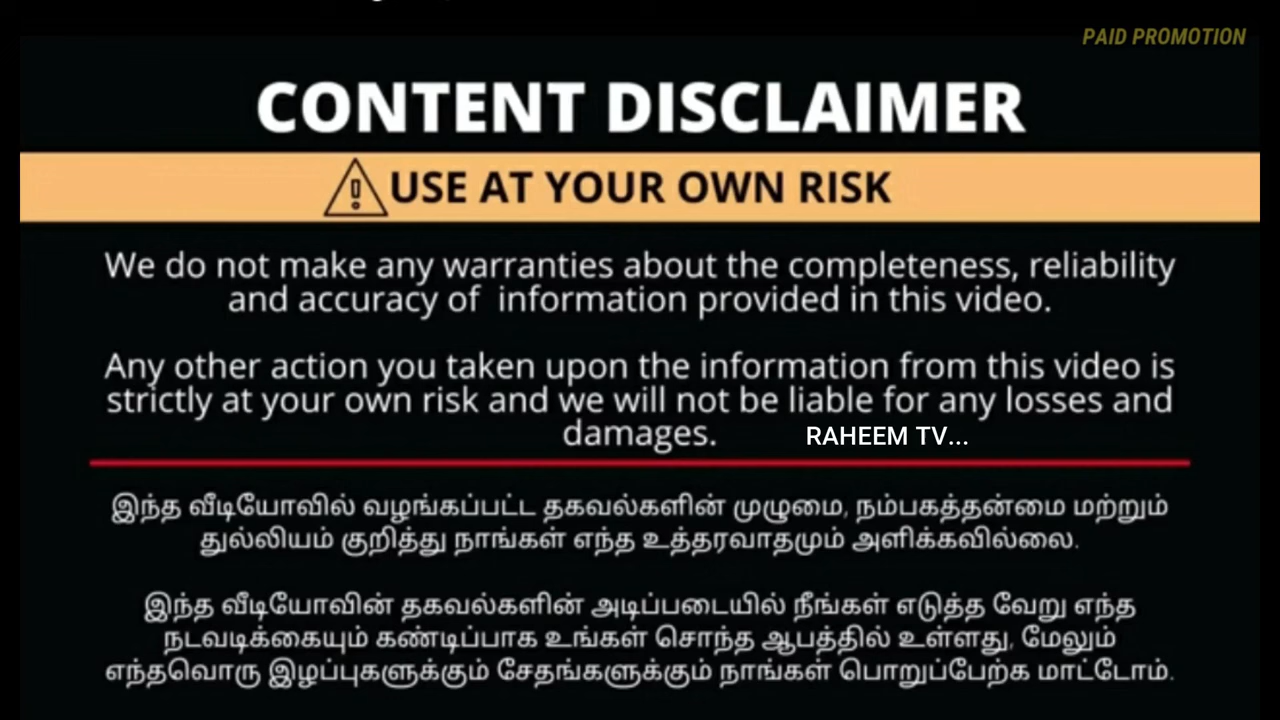 PAID PROMOTION
CONTENT DISCLAIMER
USE AT YOUR OWN RISK
We do not make any warranties about the completeness, reliability
and accuracy of information provided in this video.
Any other action you taken upon the information from this video is
strictly at your own risk and we will not be liable for any losses and
damages.
RAHEEM TV...
இந்த வீடியோவில் வழங்கப்பட்ட தகவல்களின் முழுமை, நம்பகத்தன்மை மற்றும்
துல்லியம் குறித்து நாங்கள் எந்த உத்தரவாதமும் அளிக்கவில்லை.
இந்த வீடியோவின் தகவல்களின் அடிப்படையில் நீங்கள் எடுத்த வேறு எந்த
நடவடிக்கையும் கண்டிப்பாக உங்கள் சொந்த ஆபத்தில் உள்ளது, மேலும்
எந்தவொரு இழப்புகளுக்கும் சேதங்களுக்கும் நாங்கள் பொறுப்பேற்க மாட்டோம்.